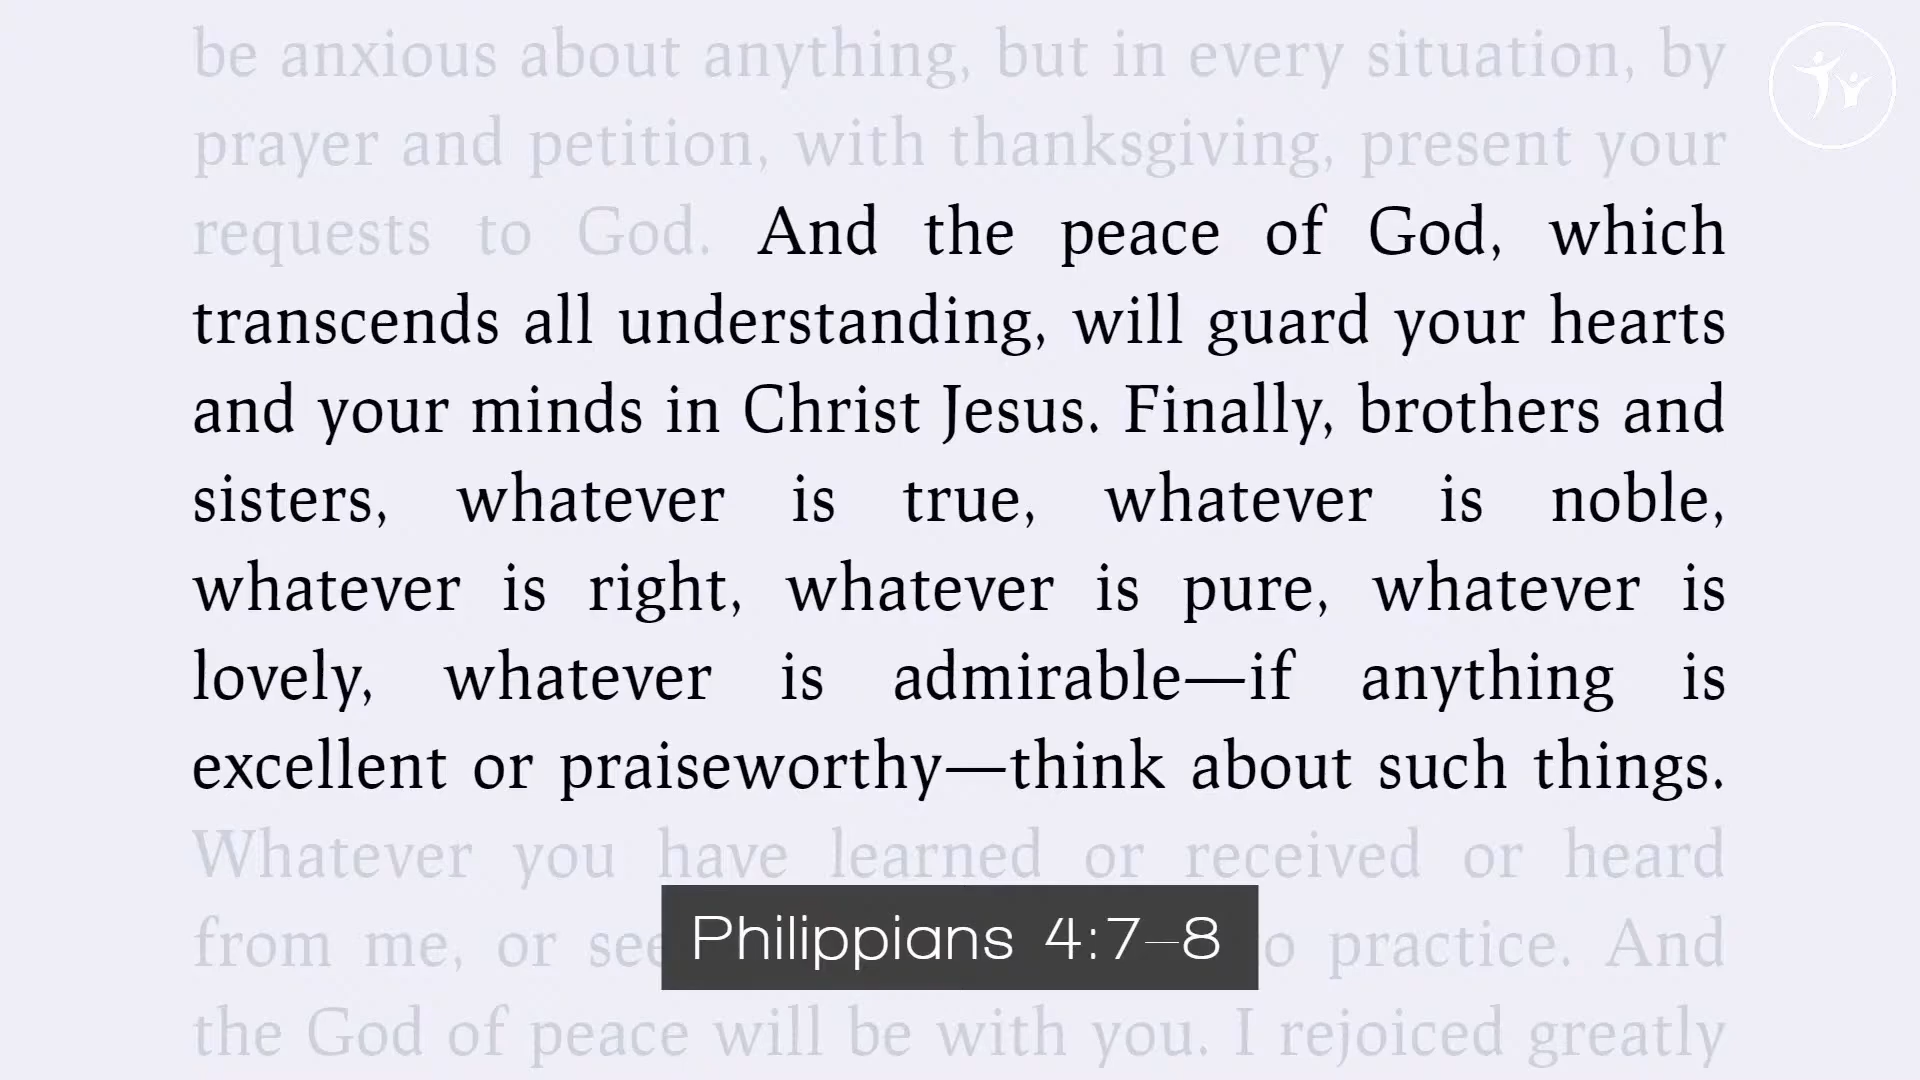 be anxious about anything, but in every situation, by
prayer and petition, with thanksgiving, present your
requests to God. And the peace of God, which
transcends all understanding, will guard your hearts
and your minds in Christ Jesus. Finally, brothers and
sisters, whatever is true, whatever is noble,
whatever is right, whatever is pure, whatever is
lovely, whatever is admirable—if anything is
excellent or praiseworthy—think about such things.
Whatever you have learned or received or heard
from me, or practice. And
Philippians 4:7–8
the God of peace will be with you. I rejoiced greatly